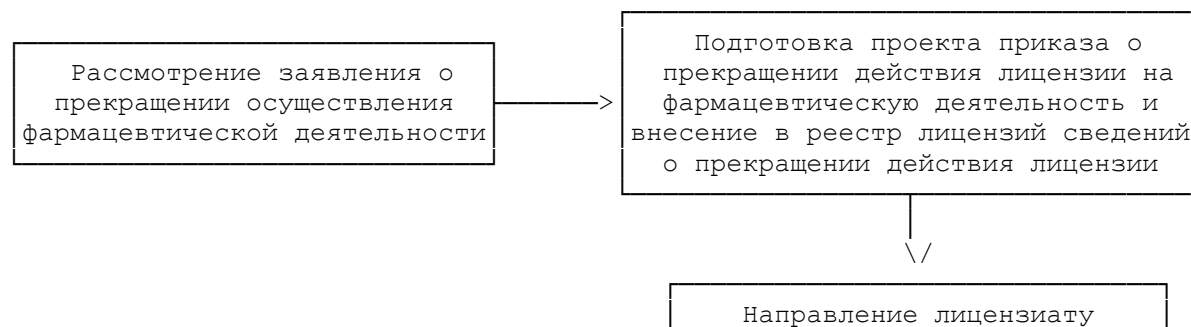 Рассмотрение заявления о
прекращении осуществления
фармацевтической деятельности
Подготовка проекта приказа о
прекращении действия лицензии на
фармацевтическую деятельность и
внесение в реестр лицензий сведений
о прекращении действия лицензии
Направление лицензиату